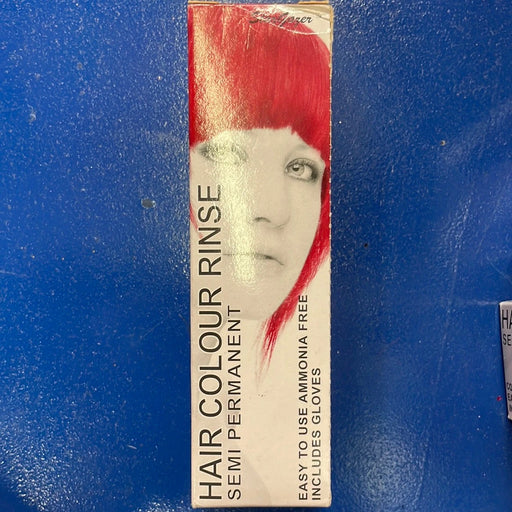 HAIR COLOUR RINSE
SEMI PERMANENT
EASY TO USE AMMONIA FREE
INCLUDES GLOVES